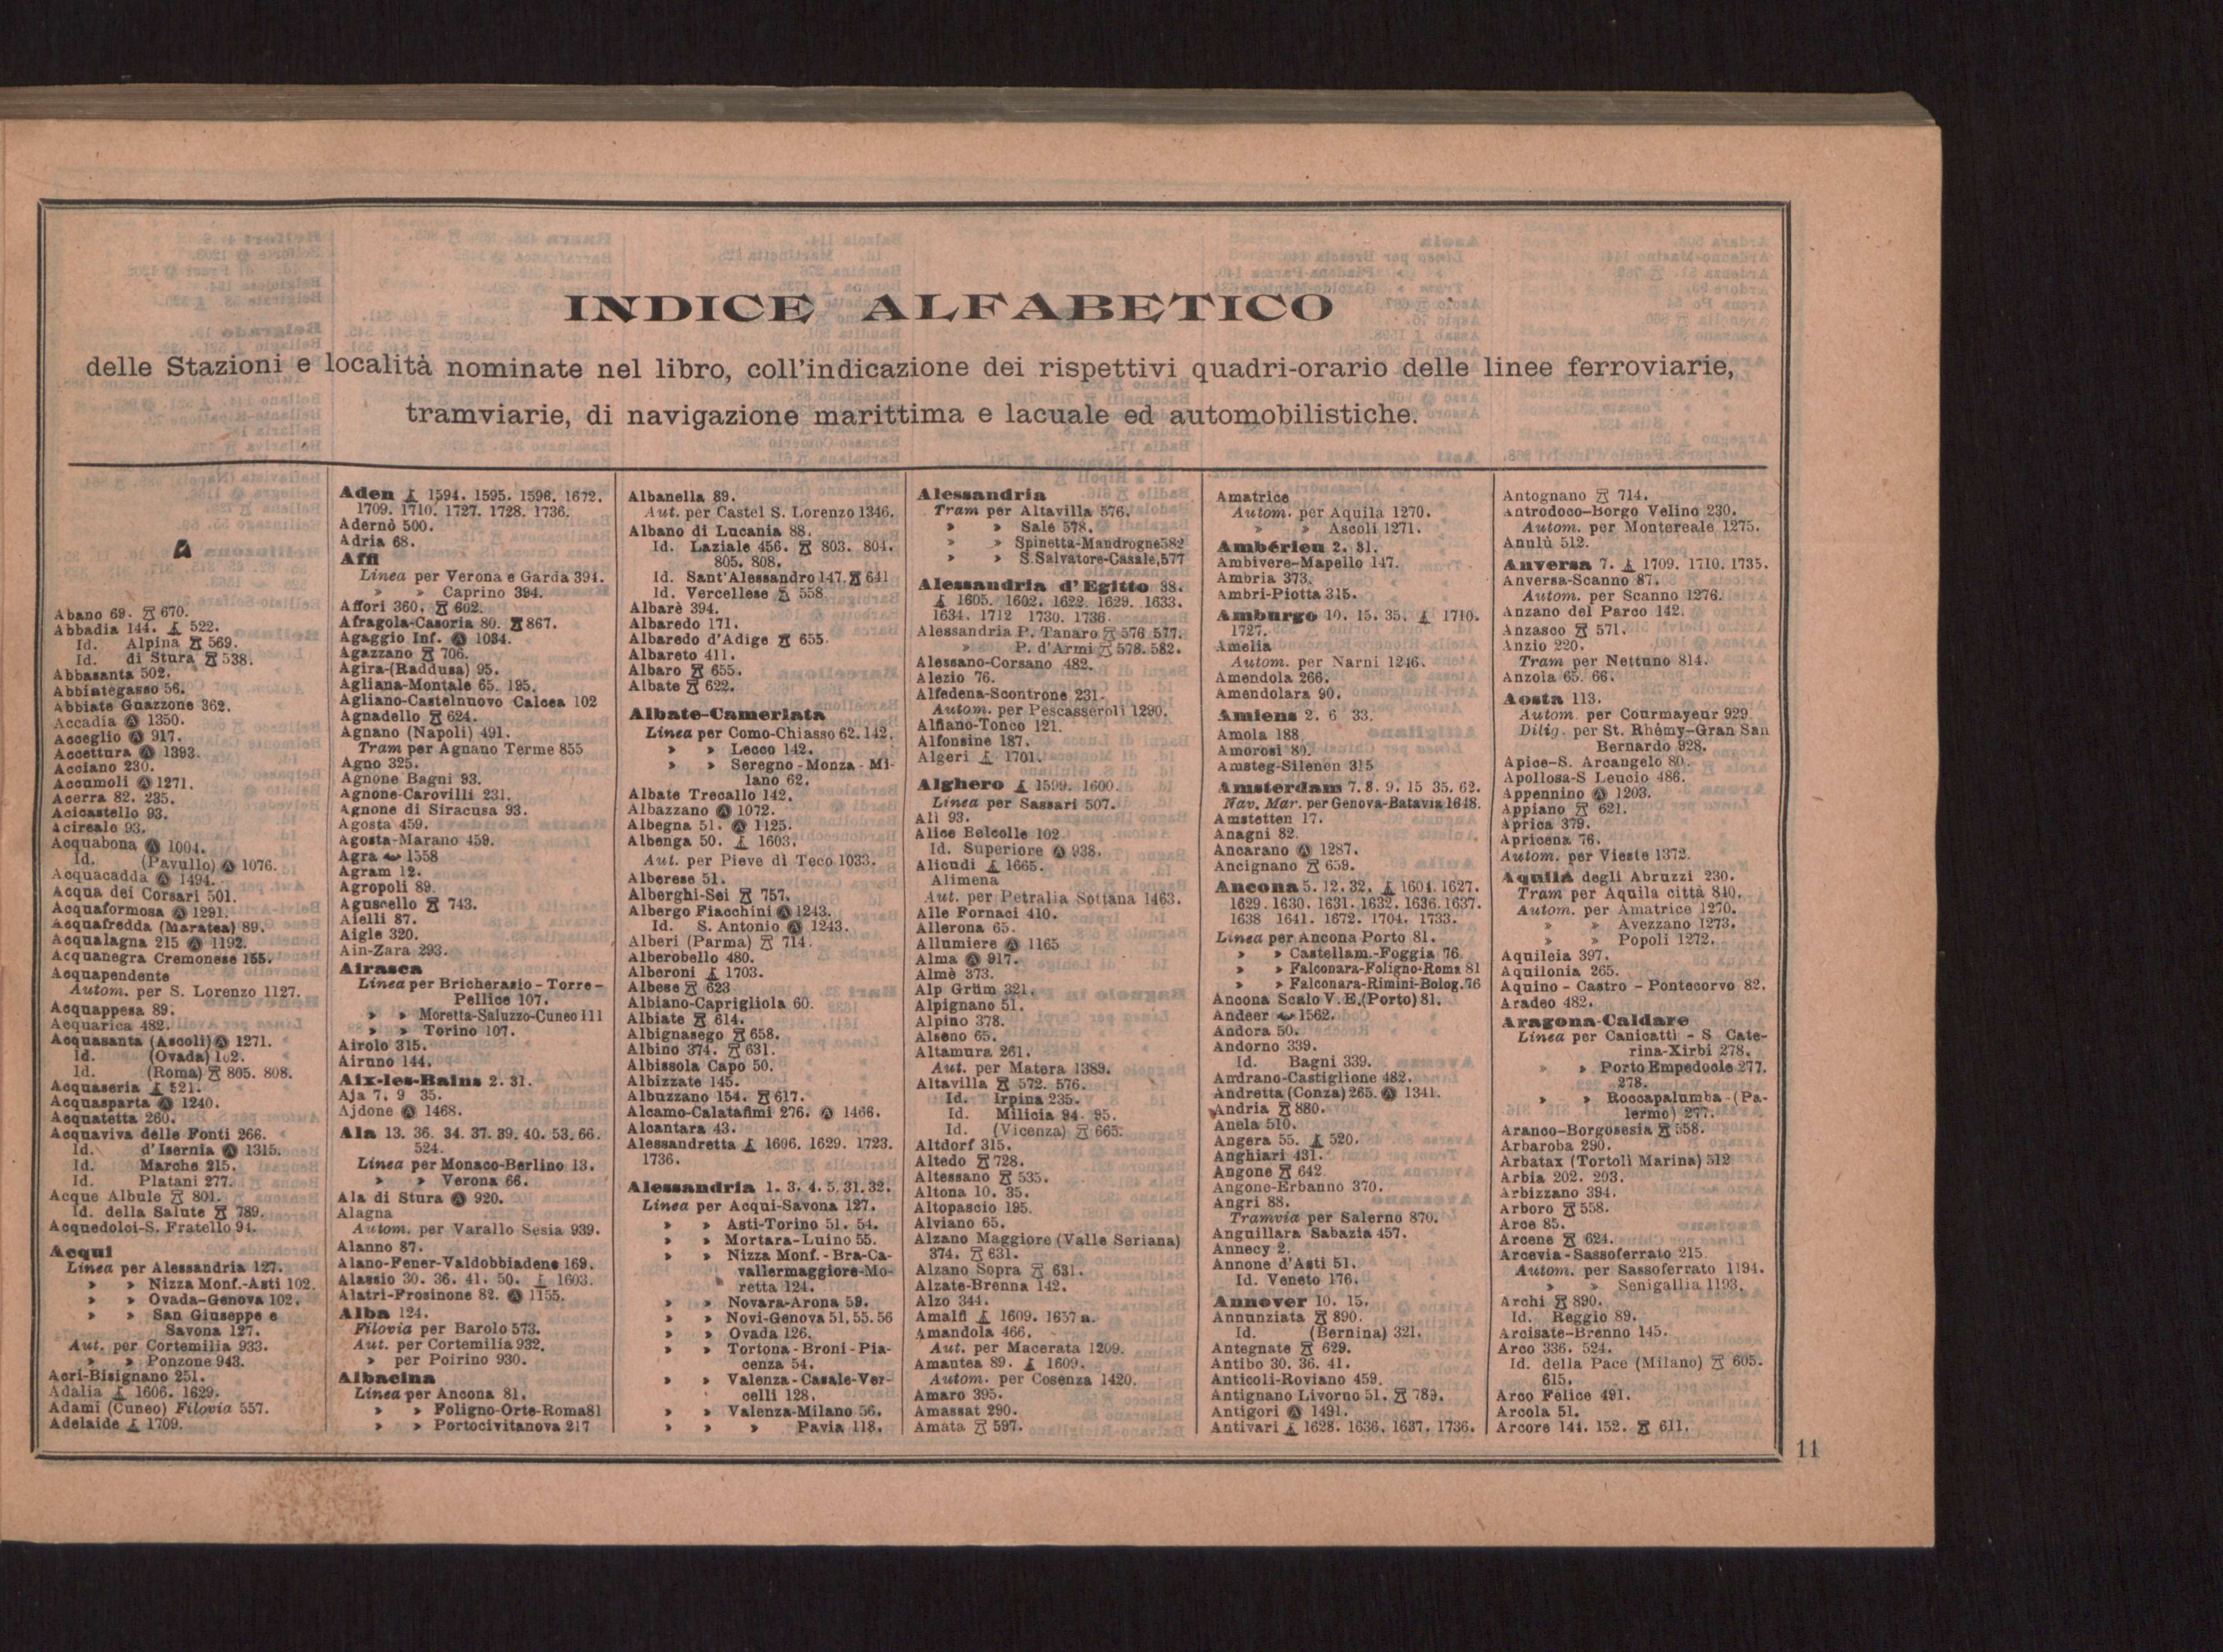 INDICE ALFABETICO
delle Stazioni e località nominate nel libro, coll'indicazione dei rispettivi quadri-orario delle linee ferroviarie,
tramviarie, di navigazione marittima e lacuale ed automobilistiche.
A
Abano 69. 670.
Abbadia 144. 522.
Id. Alpina 569.
Id. di Stura 538.
Abbasanta 502.
Abbiategasso 56.
Abbiate Guazzone 362.
Accadia Ⓐ 1350.
Acceglio Ⓐ 917.
Accettura Ⓐ 1393.
Acciano 230.
Accumoli Ⓐ 1271.
Acerra 82. 235.
Acicastello 93.
Acireale 93.
Acquabona Ⓐ 1004.
Id. (Pavullo) Ⓐ 1076.
Acquacadda Ⓐ 1494.
Acqua dei Corsari 501.
Acquaformosa Ⓐ 1291.
Acquafredda (Maratea) 89.
Acqualagna 215 Ⓐ 1192.
Acquanegra Cremonese 155.
Acquapendente
Autom. per S. Lorenzo 1127.
Acquappesa 89.
Acquarica 482.
Acquasanta (Ascoli) Ⓐ 1271.
Id. (Ovada) 102.
Id. (Roma) 805. 808.
Acquaseria 521.
Acquasparta Ⓐ 1240.
Acquatetta 260.
Acquaviva delle Fonti 266.
Id. d'Isernia Ⓐ 1315.
Id. Marche 215.
Id. Platani 277.
Acque Albule 801.
Id. della Salute 789.
Acquedolci-S. Fratello 94.
Acqui
Linea per Alessandria 127.
» » Nizza Monf.-Asti 102.
» » Ovada-Genova 102.
» » San Giuseppe e
Savona 127.
Aut. per Cortemilia 933.
» » Ponzone 943.
Acri-Bisignano 251.
Adalia 1606. 1629.
Adami (Cuneo) Filovia 557.
Adelaide 1709.
Aden 1594. 1595. 1596. 1672.
1709. 1710. 1727. 1728. 1736.
Adernò 500.
Adria 68.
Affi
Linea per Verona e Garda 394.
» » Caprino 394.
Affori 360. 602.
Afragola-Casoria 80. 867.
Agaggio Inf. Ⓐ 1034.
Agazzano 706.
Agira-(Raddusa) 95.
Agliana-Montale 65. 195.
Agliano-Castelnuovo Calcea 102
Agnadello 624.
Agnano (Napoli) 491.
Tram per Agnano Terme 855
Agno 325.
Agnone Bagni 93.
Agnone-Carovilli 231.
Agnone di Siracusa 93.
Agosta 459.
Agosta-Marano 459.
Agra 1558
Agram 12.
Agropoli 89.
Aguscello 743.
Aielli 87.
Aigle 320.
Ain-Zara 293.
Airasca
Linea per Bricherasio-Torre-
Pellice 107.
» » Moretta-Saluzzo-Cuneo 111
» » Torino 107.
Airolo 315.
Airuno 144.
Aix-les-Bains 2. 31.
Aja 7. 9 35.
Ajdone Ⓐ 1468.
Ala 13. 36. 34. 37. 39. 40. 53. 66.
524.
Linea per Monaco-Berlino 13.
» » Verona 66.
Ala di Stura Ⓐ 920.
Alagna
Autom. per Varallo Sesia 939.
Alanno 87.
Alano-Fener-Valdobbiadene 169.
Alassio 30. 36. 41. 50. 1603.
Alatri-Frosinone 82. Ⓐ 1155.
Alba 124.
Filovia per Barolo 573.
Aut. per Cortemilia 932.
» per Poirino 930.
Albacina
Linea per Ancona 81.
» » Foligno-Orte-Roma 81
» » Portocivitanova 217
Albanella 89.
Aut. per Castel S. Lorenzo 1346.
Albano di Lucania 88.
Id. Laziale 456. 803. 804.
805. 808.
Id. Sant'Alessandro 147. 641
Id. Vercellese 558
Albarè 394.
Albaredo 171.
Albaredo d'Adige 655.
Albareto 411.
Albaro 655.
Albate 622.
Albate-Camerlata
Linea per Como-Chiasso 62. 142.
» » Lecco 142.
» » Seregno-Monza-Mi-
lano 62.
Albate Trecallo 142.
Albazzano Ⓐ 1072.
Albegna 51. Ⓐ 1125.
Albenga 50. 1603.
Aut. per Pieve di Teco 1033.
Alberese 51.
Alberghi-Sei 757.
Albergo Fiacchini Ⓐ 1243.
Id. S. Antonio Ⓐ 1243.
Alberi (Parma) 714.
Alberobello 480.
Alberoni 1703.
Albese 623
Albiano-Caprigliola 60.
Albiate 614.
Albignasego 658.
Albino 374. 631.
Albissola Capo 50.
Albizzate 145.
Albuzzano 154. 617.
Alcamo-Calatafimi 276. Ⓐ 1466.
Alcantara 43.
Alessandretta 1606. 1629. 1723.
1736.
Alessandria 1. 3. 4. 5. 31. 32.
Linea per Acqui-Savona 127.
» » Asti-Torino 51. 54.
» » Mortara-Luino 55.
» » Nizza Monf.-Bra-Ca-
vallermaggiore-Mo-
retta 124.
» » Novara-Arona 59.
» » Novi-Genova 51. 55. 56
» » Ovada 126.
» » Tortona-Broni-Pia-
cenza 54.
» » Valenza-Casale-Ver-
celli 128.
» » Valenza-Milano 56.
» » » Pavia 118.
Alessandria
Tram per Altavilla 576.
» » Sale 578.
» » Spinetta-Mandrogne 582
» » S.Salvatore-Casale, 577
Alessandria d'Egitto 38.
1605. 1602. 1622. 1629. 1633.
1634. 1712 1730. 1736.
Alessandria P. Tanaro 576 577.
» P. d'Armi 578. 582.
Alessano-Corsano 482.
Alezio 76.
Alfedena-Scontrone 231.
Autom. per Pescasseroli 1290.
Alfiano-Tonco 121.
Alfonsine 187.
Algeri 1701.
Alghero 1599. 1600.
Linea per Sassari 507.
Alì 93.
Alice Belcolle 102
Id. Superiore Ⓐ 938.
Alicudi 1665.
Alimena
Aut. per Petralia Sottana 1463.
Alle Fornaci 410.
Allerona 65.
Allumiere Ⓐ 1165
Alma Ⓐ 917.
Almè 373.
Alp Grüm 321.
Alpignano 51.
Alpino 378.
Alseno 65.
Altamura 261.
Aut. per Matera 1389.
Altavilla 572. 576.
Id. Irpina 235.
Id. Milicia 94. 95.
Id. (Vicenza) 665.
Altdorf 315.
Altedo 728.
Altessano 535.
Altona 10. 35.
Altopascio 195.
Alviano 65.
Alzano Maggiore (Valle Seriana)
374. 631.
Alzano Sopra 631.
Alzate-Brenna 142.
Alzo 344.
Amalfi 1609. 1657 a.
Amandola 466.
Aut. per Macerata 1209.
Amantea 89. 1609.
Autom. per Cosenza 1420.
Amaro 395.
Amassat 290.
Amata 597.
Amatrice
Autom. per Aquila 1270.
» » Ascoli 1271.
Ambérieu 2. 31.
Ambivere-Mapello 147.
Ambria 373.
Ambrì-Piotta 315.
Amburgo 10. 15. 35. 1710.
1727.
Amelia
Autom. per Narni 1246.
Amendola 266.
Amendolara 90.
Amiens 2. 6 33.
Amola 188
Amorosi 80.
Amsteg-Silenen 315
Amsterdam 7. 8. 9. 15 35. 62.
Nav. Mar. per Genova-Batavia 1648.
Amstetten 17.
Anagni 82.
Ancarano Ⓐ 1287.
Ancignano 659.
Ancona 5. 12. 32. 1601. 1627.
1629. 1630. 1631. 1632. 1636. 1637.
1638 1641. 1672. 1704. 1733.
Linea per Ancona Porto 81.
» » Castellam.-Foggia 76
» » Falconara-Foligno-Roma 81
» » Falconara-Rimini-Bolog. 76
Ancona Scalo V. E. (Porto) 81.
Andeer 1562.
Andora 50.
Andorno 339.
Id. Bagni 339.
Andrano-Castiglione 482.
Andretta (Conza) 265. Ⓐ 1341.
Andria 880.
Anela 510.
Angera 55. 520.
Anghiari 431.
Angone 642
Angone-Erbanno 370.
Angri 88.
Tramvia per Salerno 870.
Anguillara Sabazia 457.
Annecy 2.
Annone d'Asti 51.
Id. Veneto 176.
Annover 10. 15.
Annunziata 890.
Id. (Bernina) 321.
Antegnate 629.
Antibo 30. 36. 41.
Anticoli-Roviano 459.
Antignano Livorno 51. 789.
Antigori Ⓐ 1491.
Antivari 1628. 1636. 1637. 1736.
Antognano 714.
Antrodoco-Borgo Velino 230.
Autom. per Montereale 1275.
Anulù 512.
Anversa 7. 1709. 1710. 1735.
Anversa-Scanno 87.
Autom. per Scanno 1276.
Anzano del Parco 142.
Anzasco 571.
Anzio 220.
Tram per Nettuno 814.
Anzola 65. 66.
Aosta 113.
Autom. per Courmayeur 929
Dilig. per St. Rhémy-Gran San
Bernardo 928.
Apice-S. Arcangelo 80.
Apollosa-S Leucio 486.
Appennino Ⓐ 1203.
Appiano 621.
Aprica 379.
Apricena 76.
Autom. per Vieste 1372.
Aquila degli Abruzzi 230.
Tram per Aquila città 840.
Autom. per Amatrice 1270.
» » Avezzano 1273.
» » Popoli 1272.
Aquileia 397.
Aquilonia 265.
Aquino - Castro - Pontecorvo 82.
Aradeo 482.
Aragona-Caldare
Linea per Canicattì - S Cate-
rina-Xirbi 278.
» » Porto Empedocle 277.
278.
» » Roccapalumba-(Pa-
lermo) 277.
Aranco-Borgosesia 558.
Arbaroba 290.
Arbatax (Tortolì Marina) 512
Arbia 202. 293.
Arbizzano 394.
Arboro 558.
Arce 85.
Arcene 624.
Arcevia-Sassoferrato 215
Autom. per Sassoferrato 1194.
» » Senigallia 1193.
Archi 890.
Id. Reggio 89.
Arcisate-Brenno 145.
Arco 336. 524.
Id. della Pace (Milano) 605.
615.
Arco Felice 491.
Arcola 51.
Arcore 144. 152. 611.
11